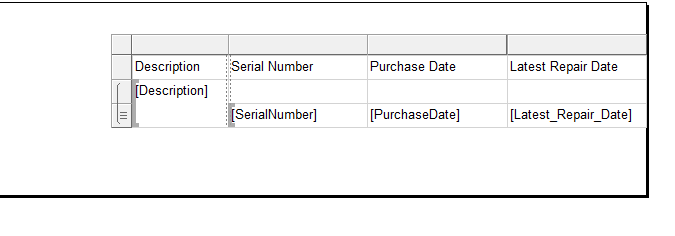 Description Serial Number Purchase Date Latest Repair Date
[Description]
[SerialNumber] [PurchaseDate] [Latest_Repair_Date]